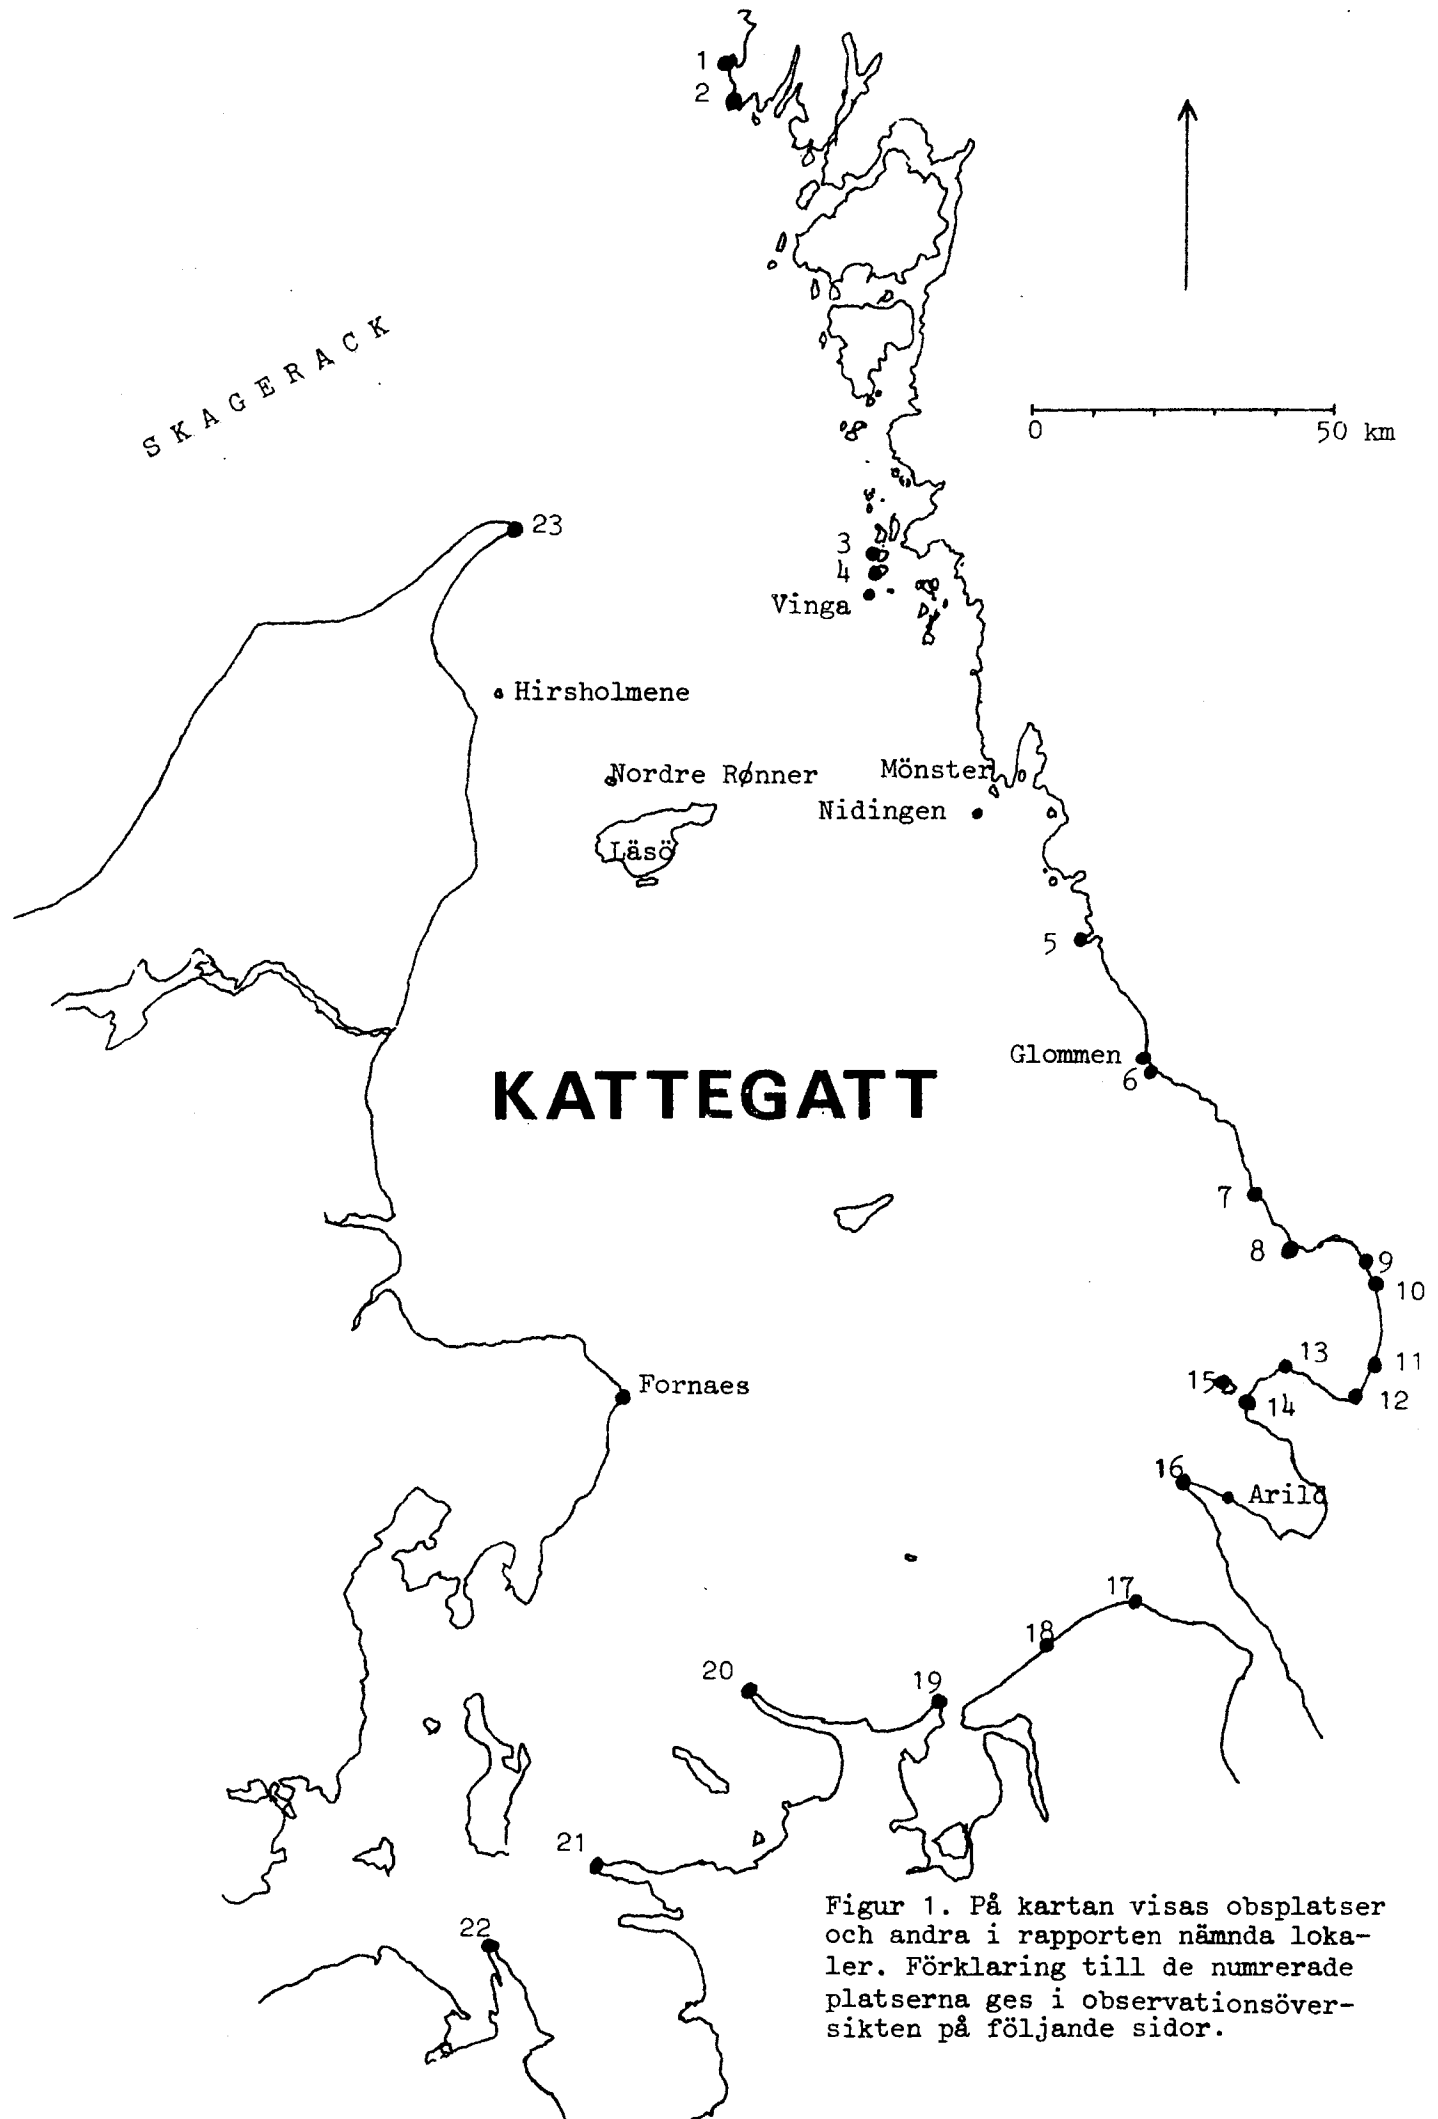 1
2
SKAGERACK
0 50 km
23
3
4
Vinga
Hirsholmene
Nordre Rønner
Mönster
Nidingen
Läsö
5
Glommen
6
KATTEGATT
7
8
9
10
11
12
13
14
15
Fornaes
16
Arild
17
18
19
20
21
22
Figur 1. På kartan visas obsplatser
och andra i rapporten nämnda loka-
ler. Förklaring till de numrerade
platserna ges i observationsöver-
sikten på följande sidor.